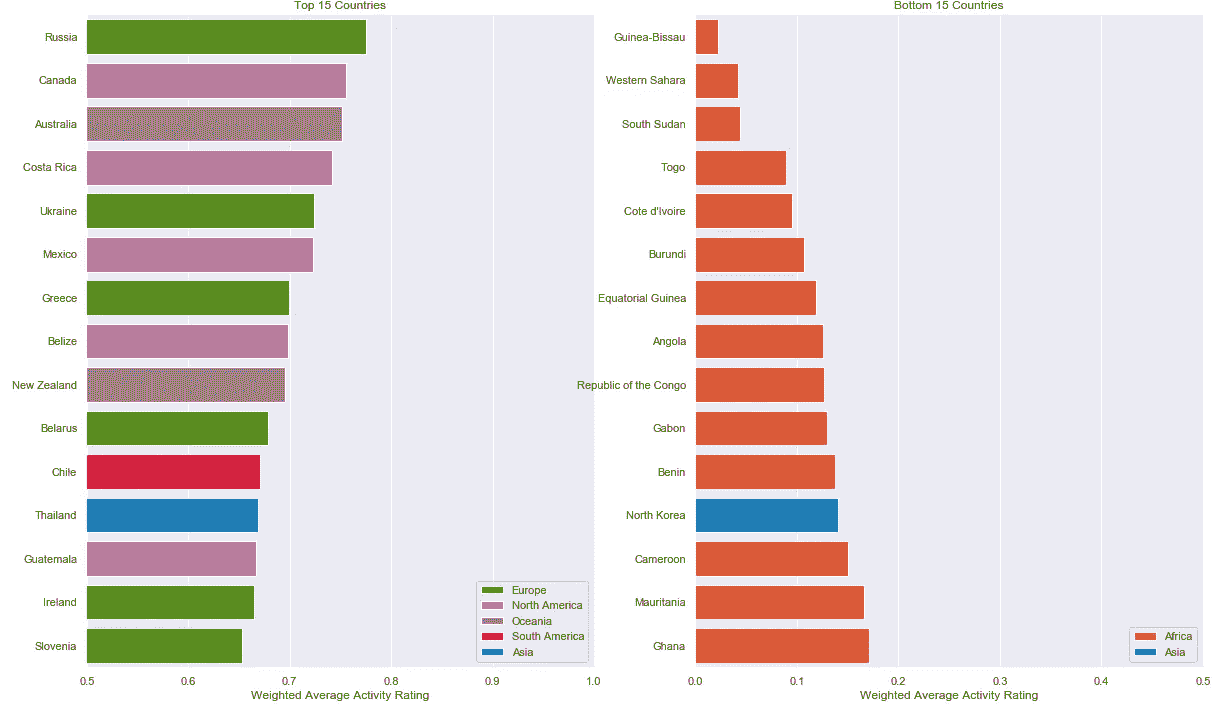 Top 15 Countries
Russia
Canada
Australia
Costa Rica
Ukraine
Mexico
Greece
Belize
New Zealand
Belarus
Chile
Thailand
Guatemala
Ireland
Slovenia
Europe
North America
Oceania
South America
Asia
0.5 0.6 0.7 0.8 0.9 1.0
Weighted Average Activity Rating
Bottom 15 Countries
Guinea-Bissau
Western Sahara
South Sudan
Togo
Cote d'Ivoire
Burundi
Equatorial Guinea
Angola
Republic of the Congo
Gabon
Benin
North Korea
Cameroon
Mauritania
Ghana
Africa
Asia
0.0 0.1 0.2 0.3 0.4 0.5
Weighted Average Activity Rating